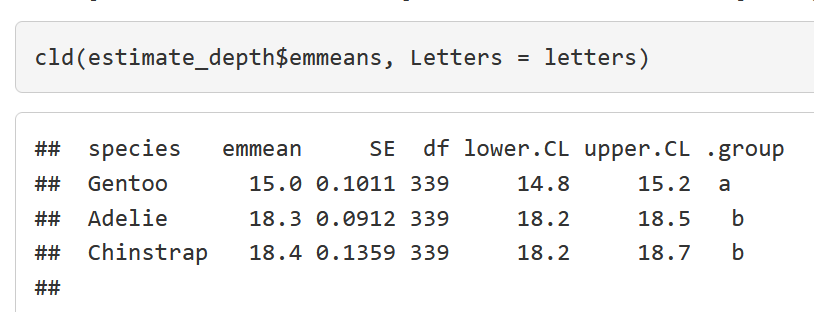 cld(estimate_depth$emmeans, Letters = letters)
##  species   emmean     SE  df lower.CL upper.CL .group
##  Gentoo      15.0 0.1011 339     14.8     15.2  a
##  Adelie      18.3 0.0912 339     18.2     18.5   b
##  Chinstrap   18.4 0.1359 339     18.2     18.7   b
##